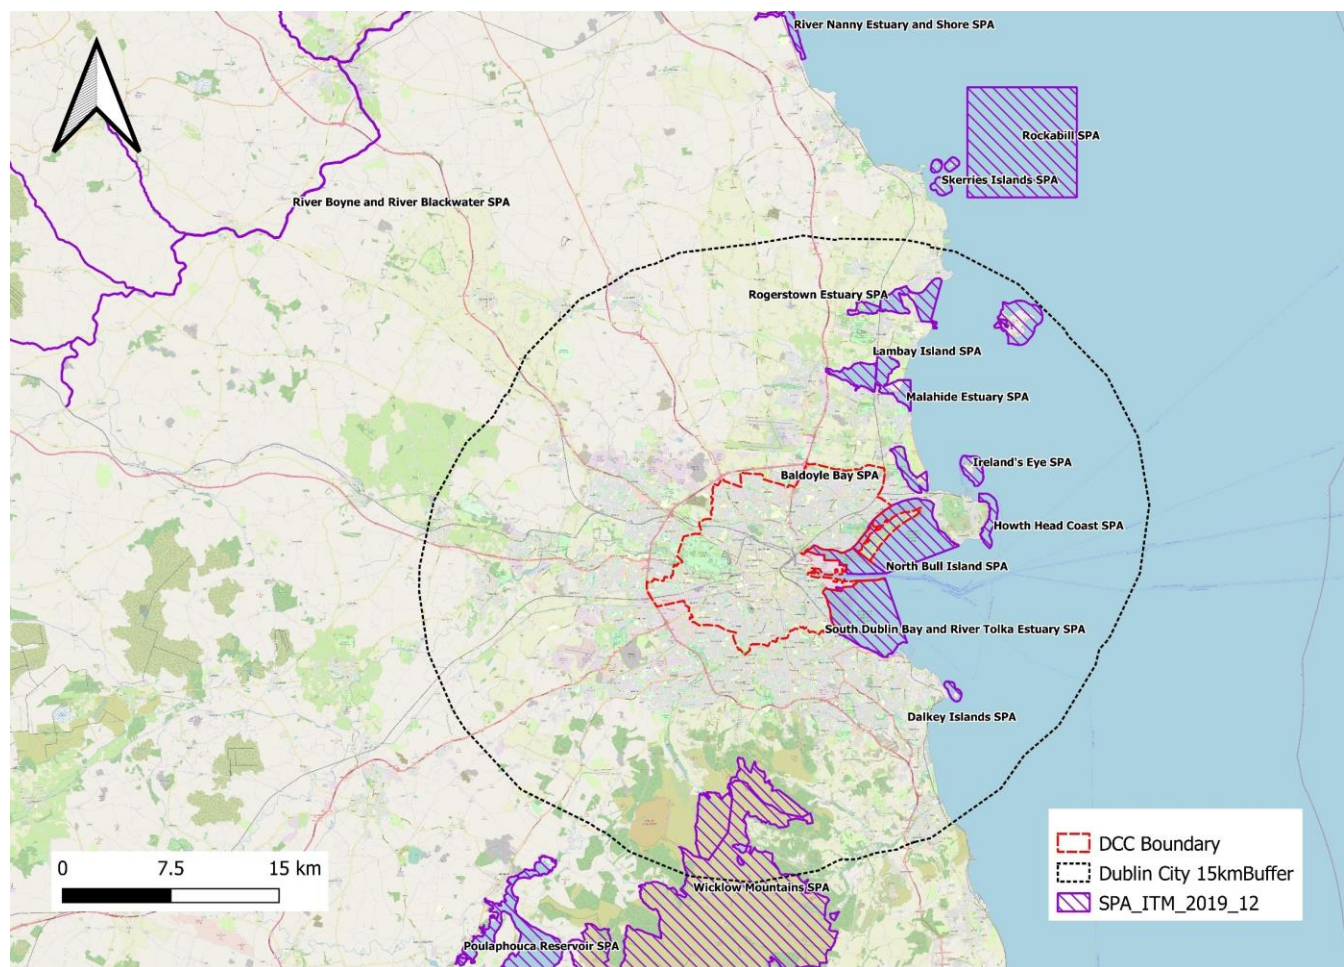 River Nanny Estuary and Shore SPA
Rockabill SPA
Skerries Islands SPA
River Boyne and River Blackwater SPA
Rogerstown Estuary SPA
Lambay Island SPA
Malahide Estuary SPA
Ireland's Eye SPA
Baldoyle Bay SPA
Howth Head Coast SPA
North Bull Island SPA
South Dublin Bay and River Tolka Estuary SPA
Dalkey Islands SPA
Wicklow Mountains SPA
Poulaphouca Reservoir SPA
0 7.5 15 km
DCC Boundary
Dublin City 15kmBuffer
SPA_ITM_2019_12